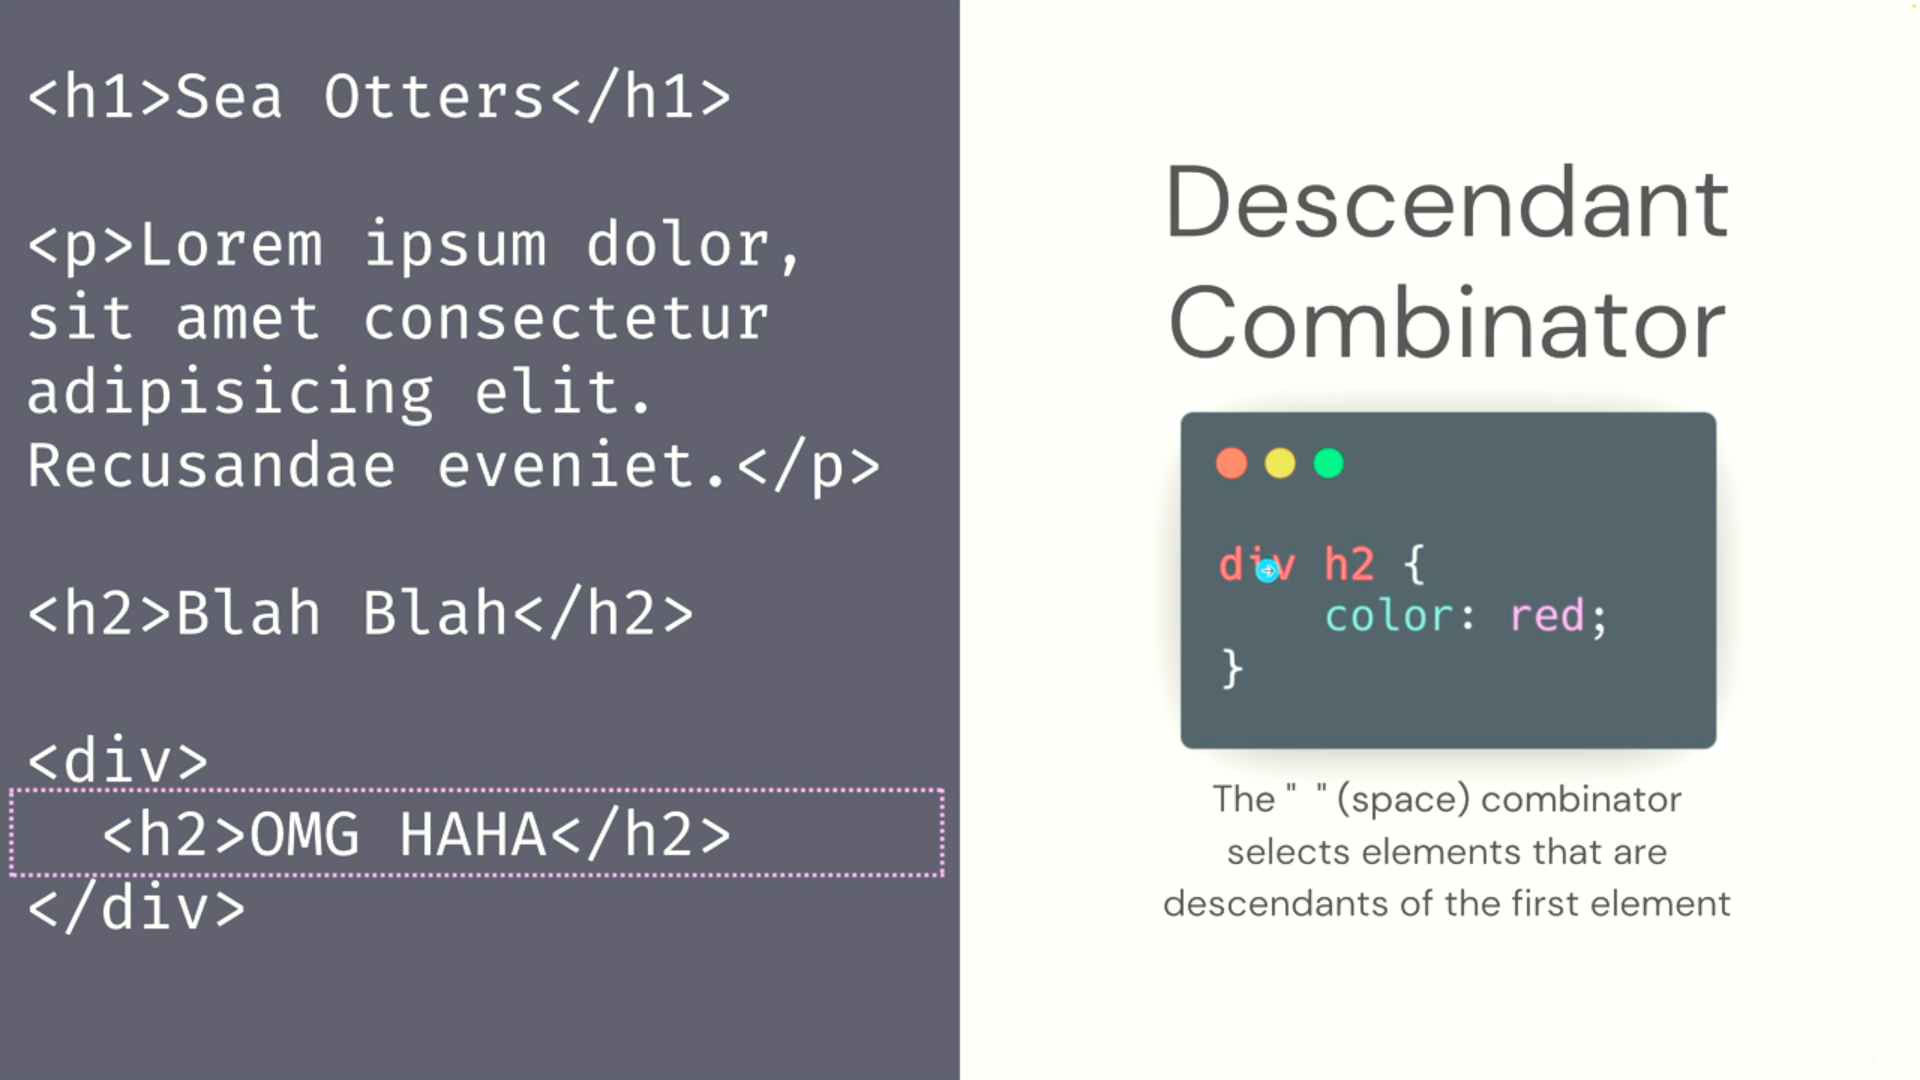 <h1>Sea Otters</h1>
<p>Lorem ipsum dolor,
sit amet consectetur
adipisicing elit.
Recusandae eveniet.</p>
<h2>Blah Blah</h2>
<div>
<h2>OMG HAHA</h2>
</div>
Descendant
Combinator
div h2 {
color: red;
}
The "  " (space) combinator
selects elements that are
descendants of the first element